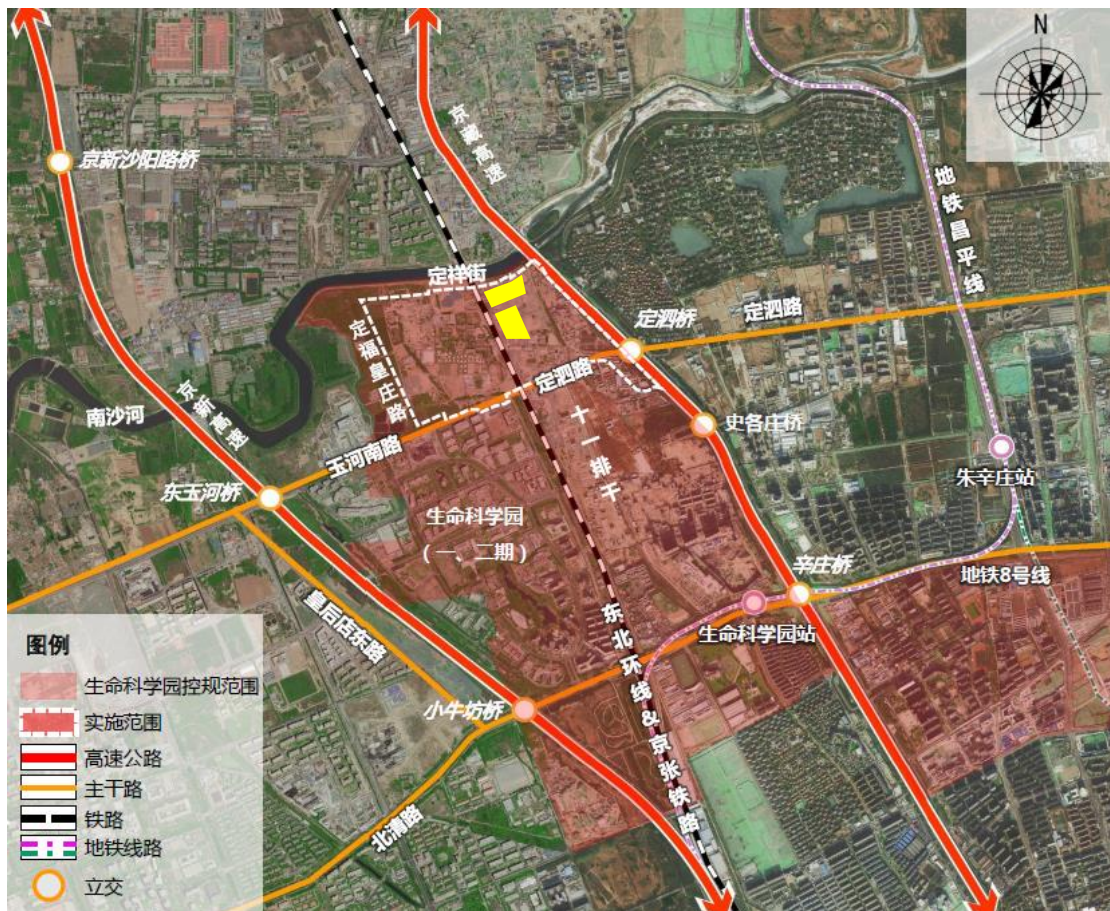 N
京藏高速
京新沙阳路桥
地铁昌平线
定祥街
定泗桥
定泗路
定福皇庄路
定泗路
京新高速
南沙河
十一排干
史各庄桥
玉河南路
朱辛庄站
东玉河桥
生命科学园
（一、二期）
辛庄桥
地铁8号线
皇后店东路
生命科学园站
东北环线&京张铁路
小牛坊桥
北清路
图例
生命科学园控规范围
实施范围
高速公路
主干路
铁路
地铁线路
立交